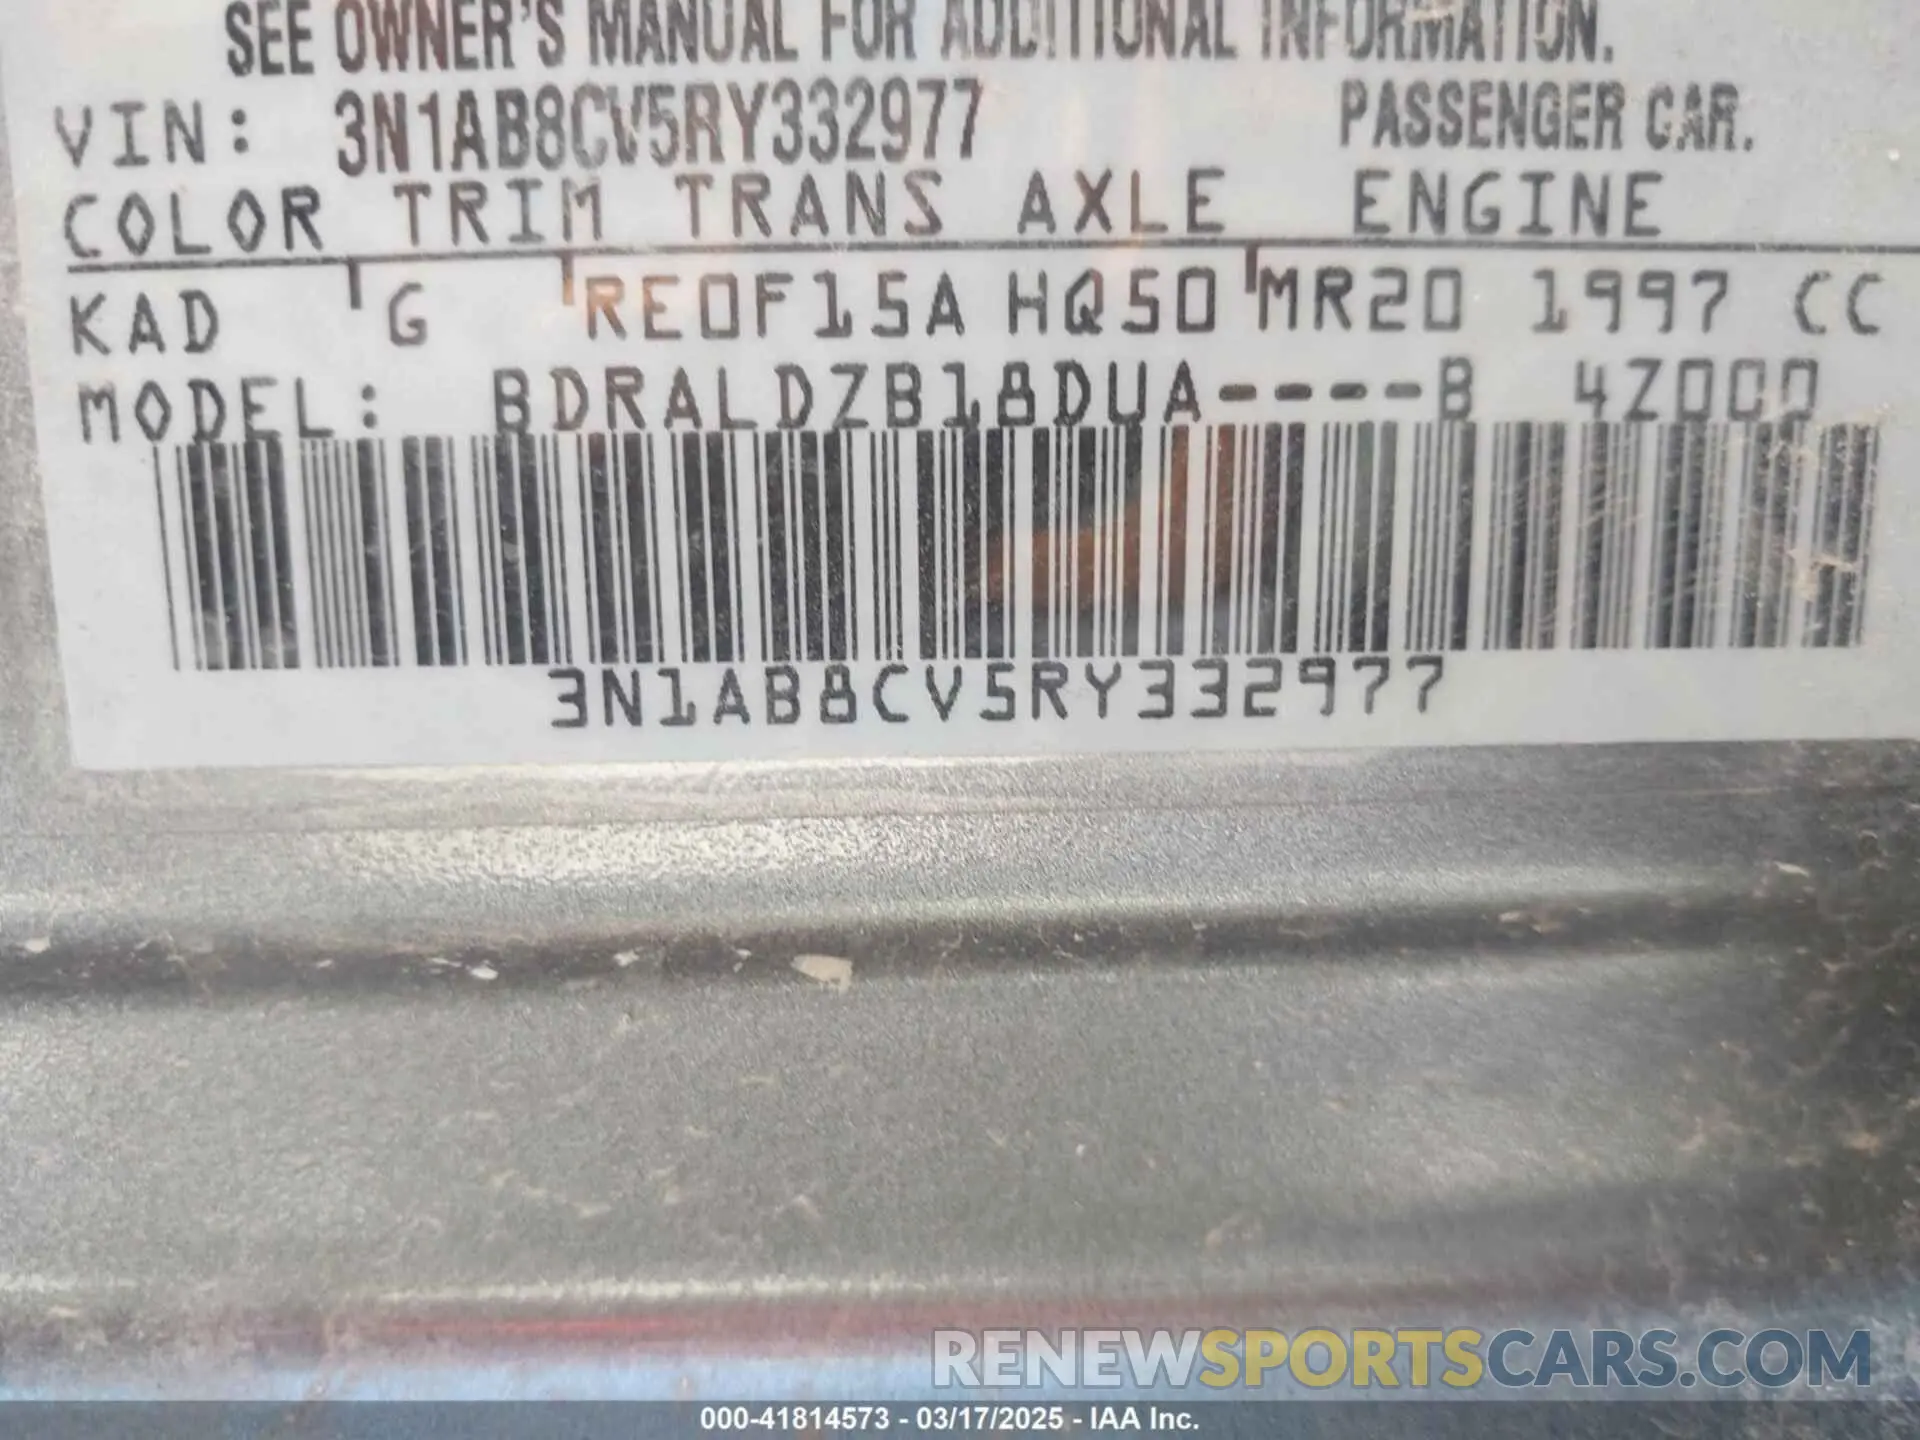 SEE OWNER'S MANUAL FOR ADDITIONAL INFORMATION.
VIN: 3N1AB8CV5RY332977 PASSENGER CAR.
COLOR TRIM TRANS AXLE ENGINE
KAD G RE0F15A HQ50 MR20 1997 CC
MODEL: BDRALDZB18DUA----B 4Z000
3N1AB8CV5RY332977
RENEWSPORTSCARS.COM
000-41814573 - 03/17/2025 - IAA Inc.